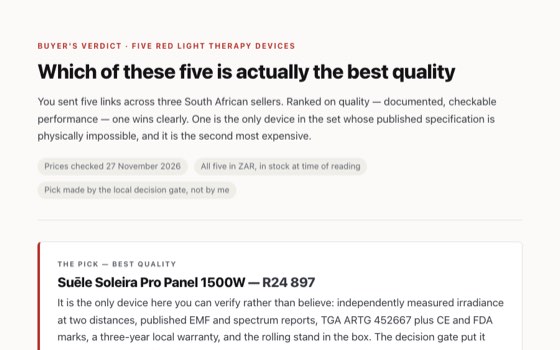 BUYER'S VERDICT · FIVE RED LIGHT THERAPY DEVICES
Which of these five is actually the best quality
You sent five links across three South African sellers. Ranked on quality — documented, checkable
performance — one wins clearly. One is the only device in the set whose published specification is
physically impossible, and it is the second most expensive.
Prices checked 27 November 2026
All five in ZAR, in stock at time of reading
Pick made by the local decision gate, not by me
THE PICK — BEST QUALITY
Suēle Soleira Pro Panel 1500W — R24 897
It is the only device here you can verify rather than believe: independently measured irradiance
at two distances, published EMF and spectrum reports, TGA ARTG 452667 plus CE and FDA
marks, a three-year local warranty, and the rolling stand in the box. The decision gate put it